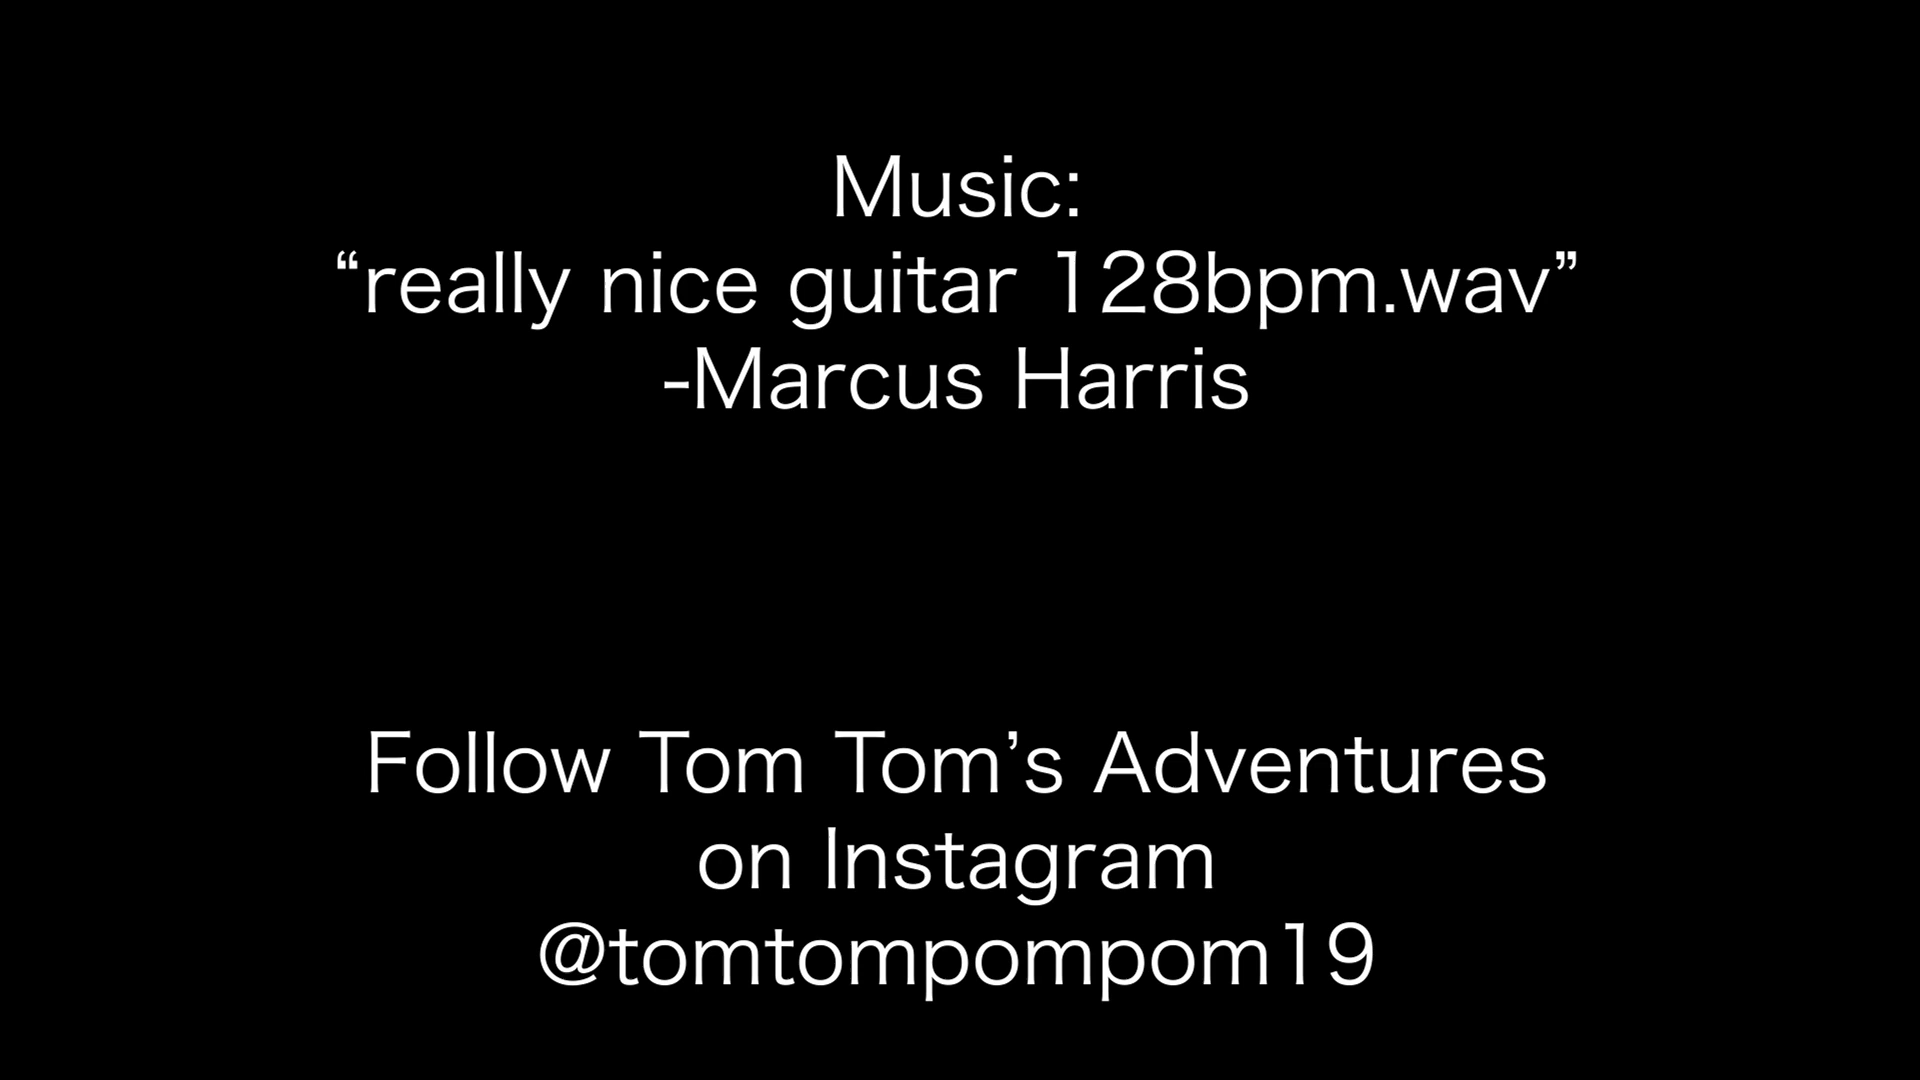 Music:
“really nice guitar 128bpm.wav”
-Marcus Harris
Follow Tom Tom’s Adventures
on Instagram
@tomtompompom19